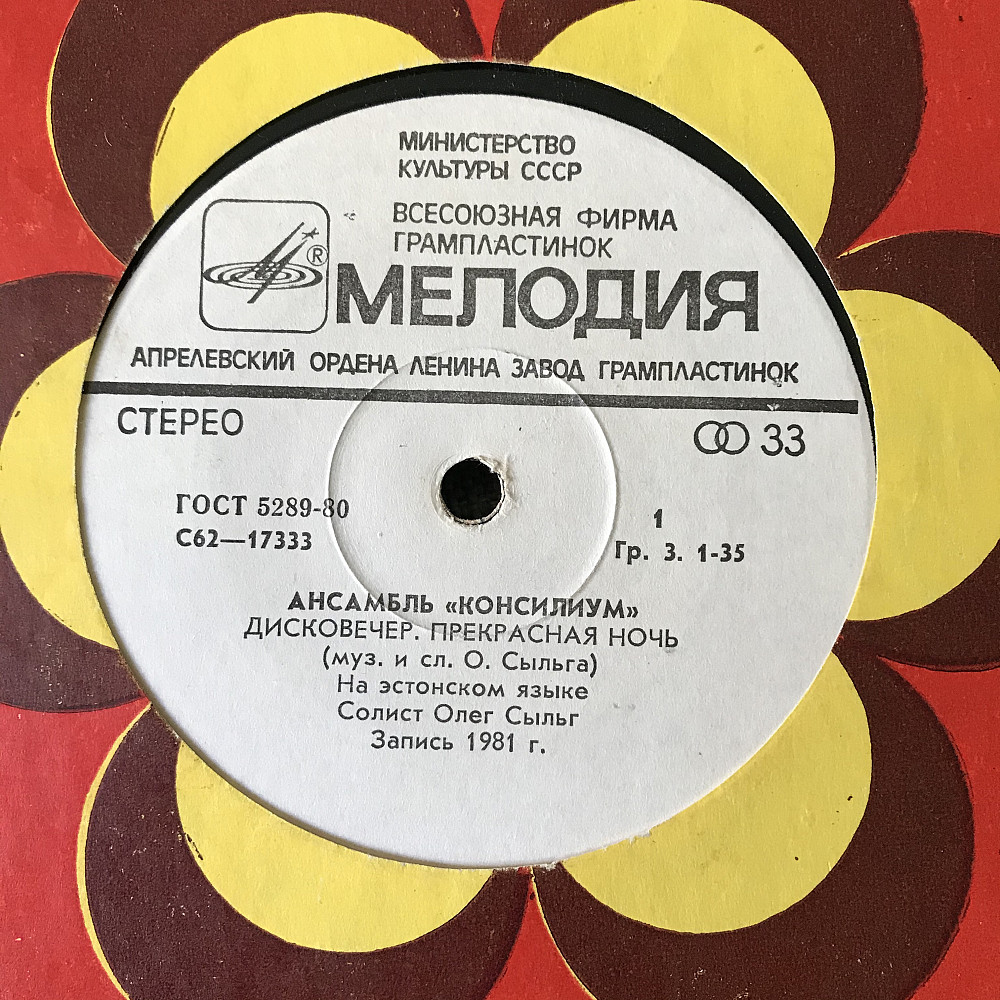 МИНИСТЕРСТВО
КУЛЬТУРЫ СССР
ВСЕСОЮЗНАЯ ФИРМА
ГРАМПЛАСТИНОК
®
МЕЛОДИЯ
АПРЕЛЕВСКИЙ ОРДЕНА ЛЕНИНА ЗАВОД ГРАМПЛАСТИНОК
СТЕРЕО
33
ГОСТ 5289-80
С62—17333
1
Гр. 3. 1-35
АНСАМБЛЬ «КОНСИЛИУМ»
ДИСКОВЕЧЕР. ПРЕКРАСНАЯ НОЧЬ
(муз. и сл. О. Сыльга)
На эстонском языке
Солист Олег Сыльг
Запись 1981 г.